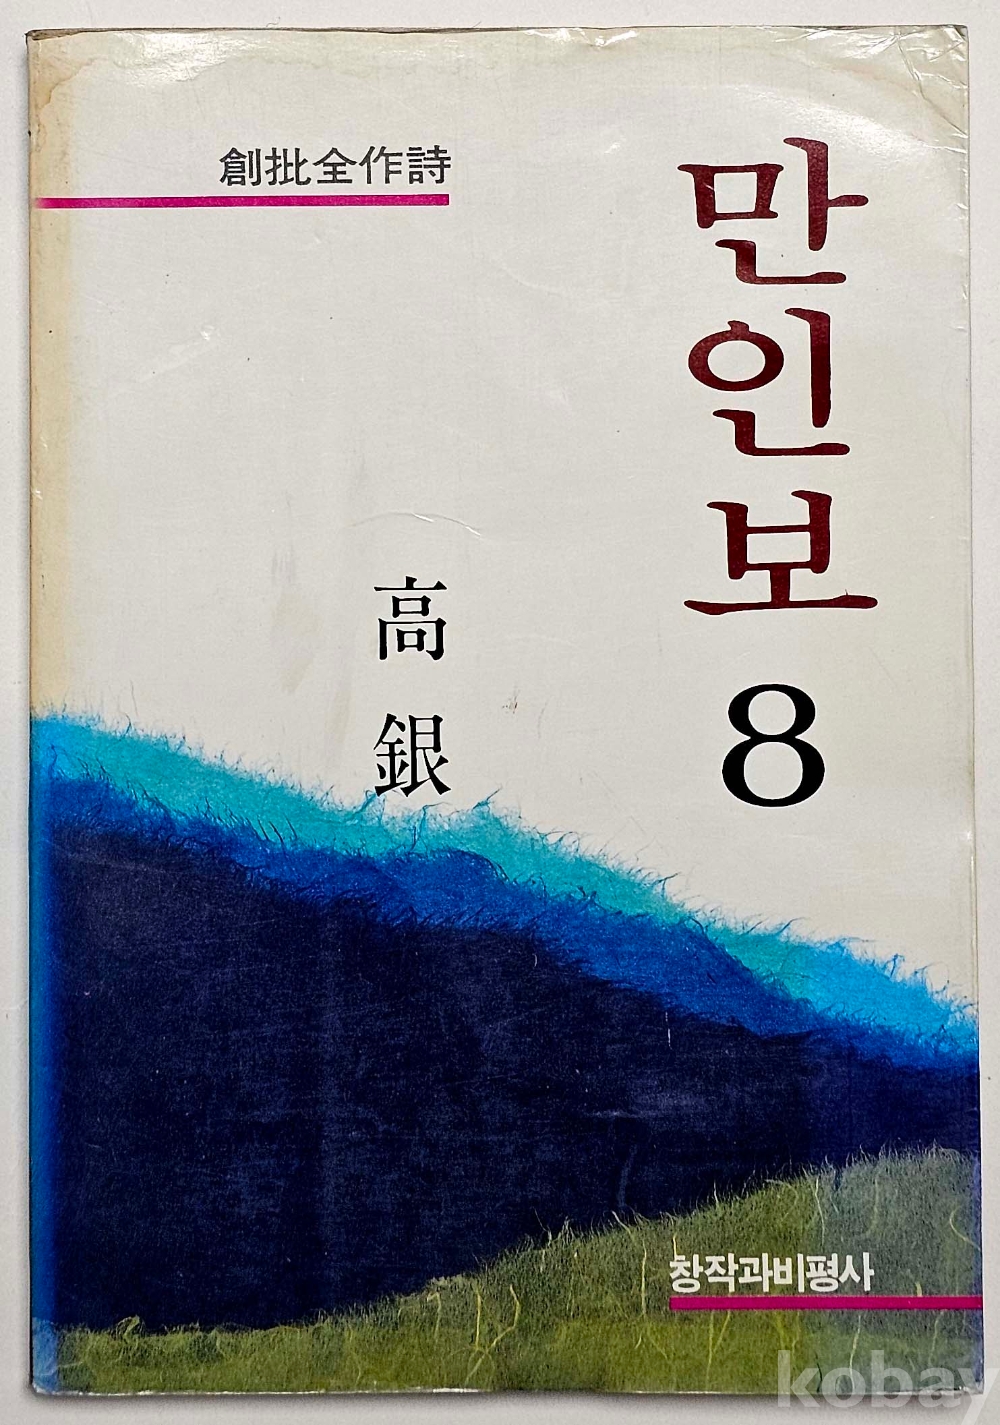 創批全作詩
만인보 8
高銀
창작과비평사
kobay